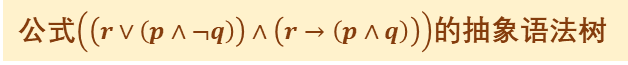 公式((r ∨ (p ∧ ¬q)) ∧ (r → (p ∧ q)))的抽象语法树